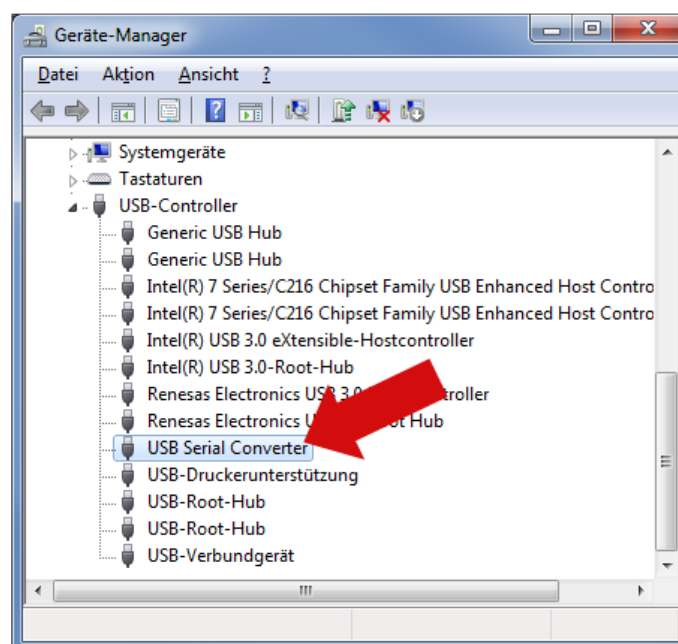 Geräte-Manager
Datei Aktion Ansicht ?
Systemgeräte
Tastaturen
USB-Controller
Generic USB Hub
Generic USB Hub
Intel(R) 7 Series/C216 Chipset Family USB Enhanced Host Contro
Intel(R) 7 Series/C216 Chipset Family USB Enhanced Host Contro
Intel(R) USB 3.0 eXtensible-Hostcontroller
Intel(R) USB 3.0-Root-Hub
Renesas Electronics USB 3.0
Renesas Electronics Hub
USB Serial Converter
USB-Druckerunterstützung
USB-Root-Hub
USB-Root-Hub
USB-Verbundgerät